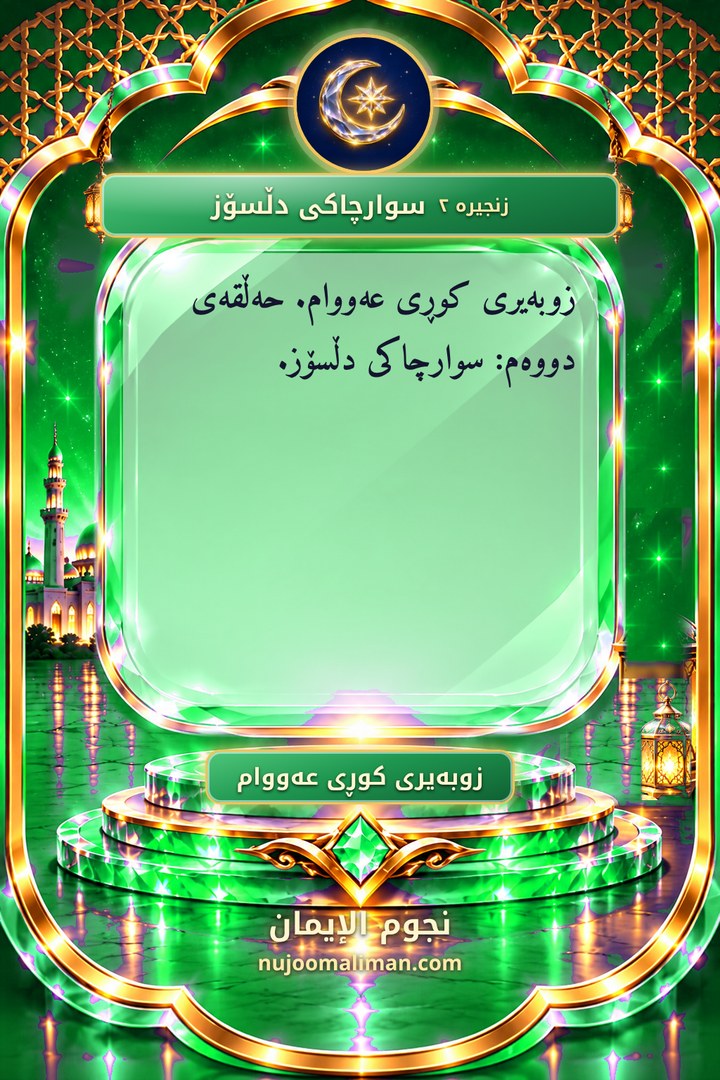 زنجیرە ٢ سوارچاکی دڵسۆز
زوبەیری کوڕی عەووام. حەڵقەی
دووەم: سوارچاکی دڵسۆز.
زوبەیری کوڕی عەووام
نجوم الإيمان
nujoomaliman.com